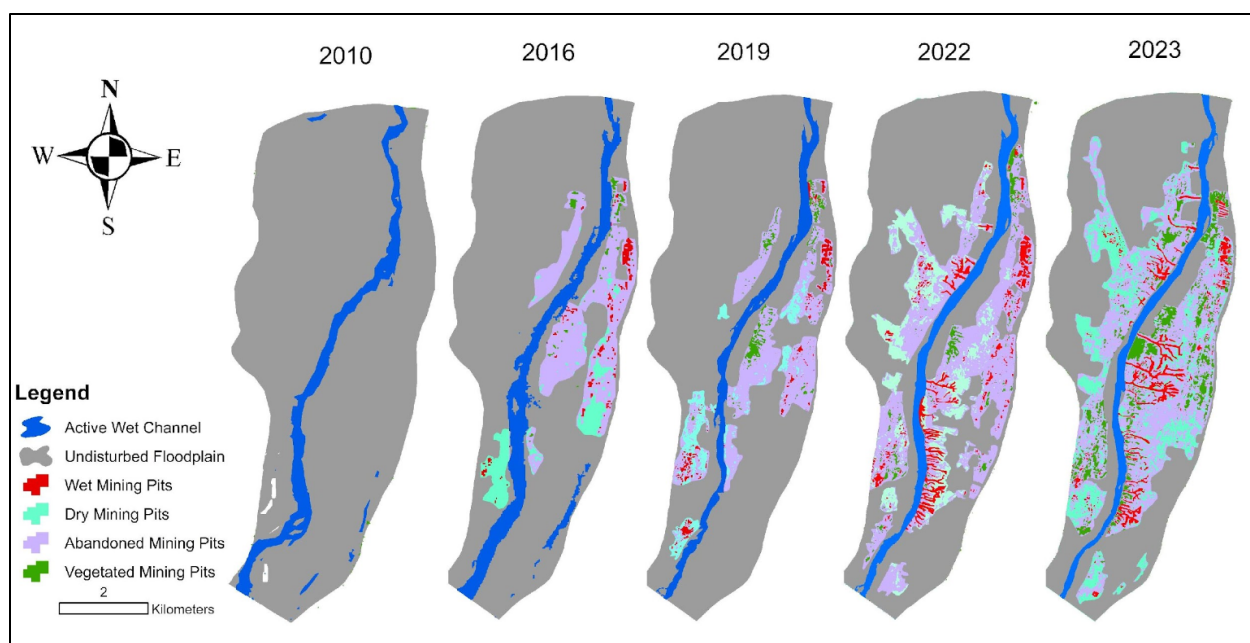 2010
2016
2019
2022
2023
N
W
E
S
Legend
Active Wet Channel
Undisturbed Floodplain
Wet Mining Pits
Dry Mining Pits
Abandoned Mining Pits
Vegetated Mining Pits
2
Kilometers